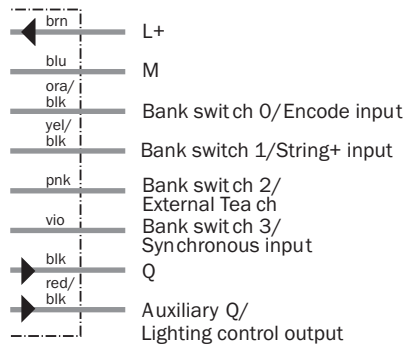 brn
L+
blu
M
ora/
blk
Bank switch 0/Encode input
yel/
blk
Bank switch 1/String+ input
pnk
Bank switch 2/
External Teach
vio
Bank switch 3/
Synchronous input
blk
Q
red/
blk
Auxiliary Q/
Lighting control output